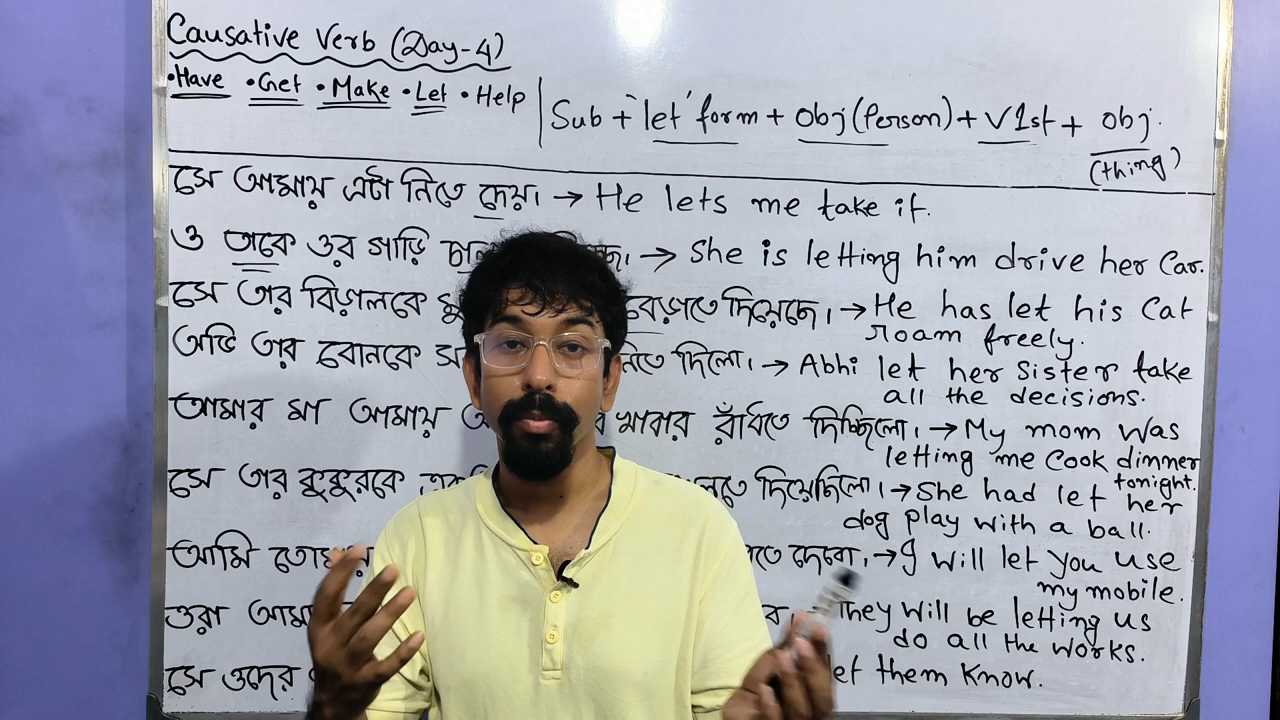 Causative Verb (Day-4)
•Have •Get •Make •Let •Help
Sub + 'let' form + obj (Person) + V1st + obj.
(thing)
সে আমায় এটা নিতে দেয়। → He lets me take it.
ও তাকে ওর গাড়ি → She is letting him drive her Car.
সে তার বিড়ালকে বেড়াতে দিয়েছে। → He has let his Cat
roam freely.
অভি তার বোনকে নিতে দিলো। → Abhi let her Sister take
all the decisions.
আমার মা আমায় খাবার রাঁধতে দিচ্ছিলো। → My mom was
letting me Cook dinner
tonight.
সে তার কুকুরকে দিয়েছিলো। → She had let her
dog play with a ball.
আমি দেবো। → I will let you use
my mobile.
ওরা They will be letting us
do all the works.
সে ওদের let them Know.